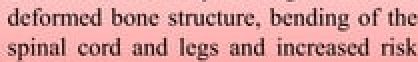 deformed bone structure, bending of the
spinal cord and legs and increased risk